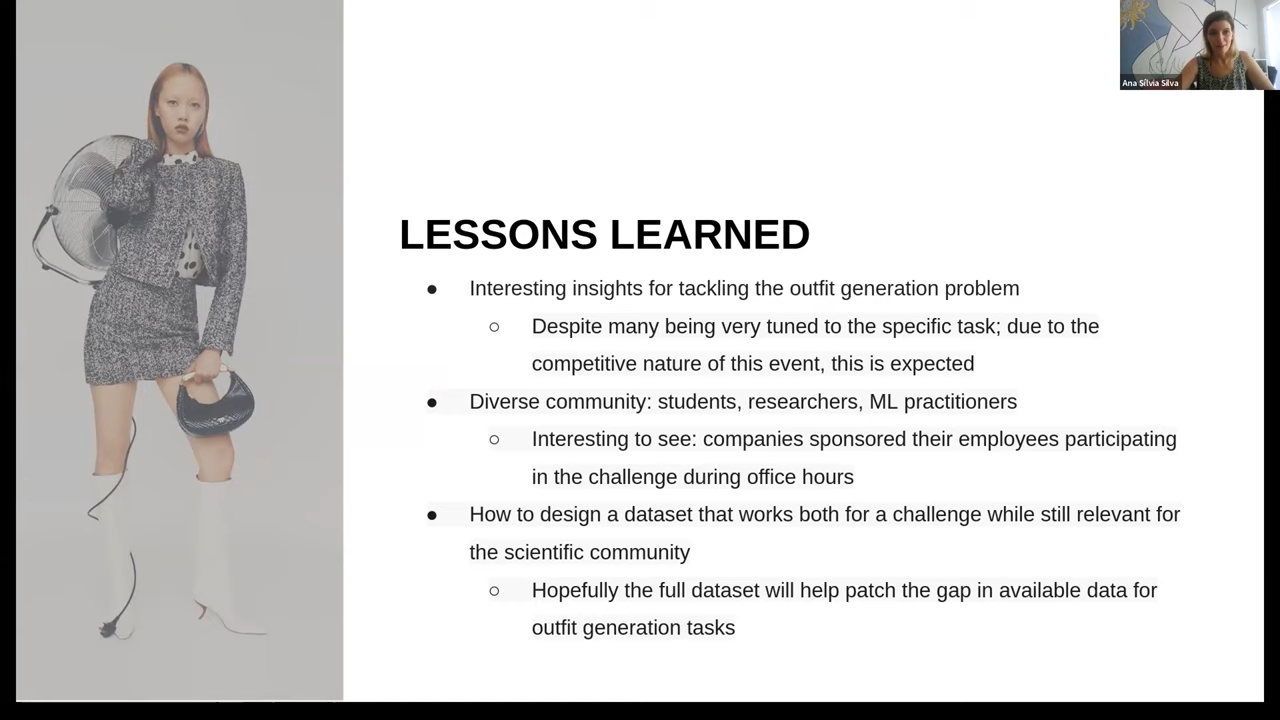 Ana Sílvia Silva
LESSONS LEARNED
● Interesting insights for tackling the outfit generation problem
○ Despite many being very tuned to the specific task; due to the
competitive nature of this event, this is expected
● Diverse community: students, researchers, ML practitioners
○ Interesting to see: companies sponsored their employees participating
in the challenge during office hours
● How to design a dataset that works both for a challenge while still relevant for
the scientific community
○ Hopefully the full dataset will help patch the gap in available data for
outfit generation tasks